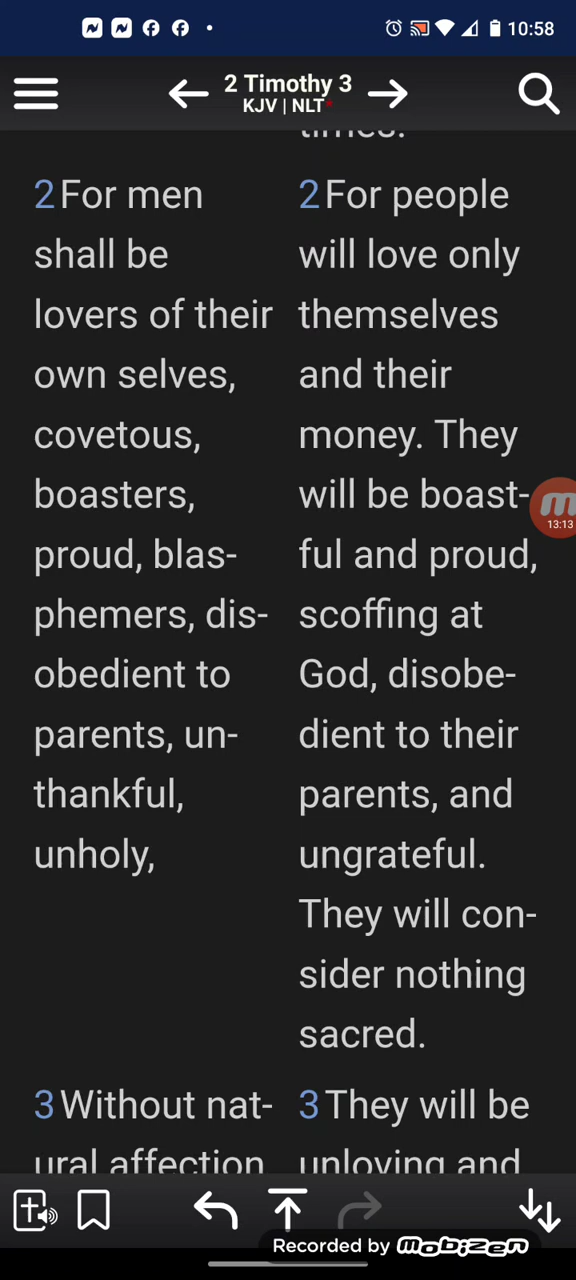 10:58
2 Timothy 3
KJV | NLT*
times.
2 For men
shall be
lovers of their
own selves,
covetous,
boasters,
proud, blas-
phemers, dis-
obedient to
parents, un-
thankful,
unholy,
2 For people
will love only
themselves
and their
money. They
will be boast-
ful and proud,
scoffing at
God, disobe-
dient to their
parents, and
ungrateful.
They will con-
sider nothing
sacred.
3 Without nat-
ural affection
3 They will be
unloving and
m
13:13
Recorded by mobizen